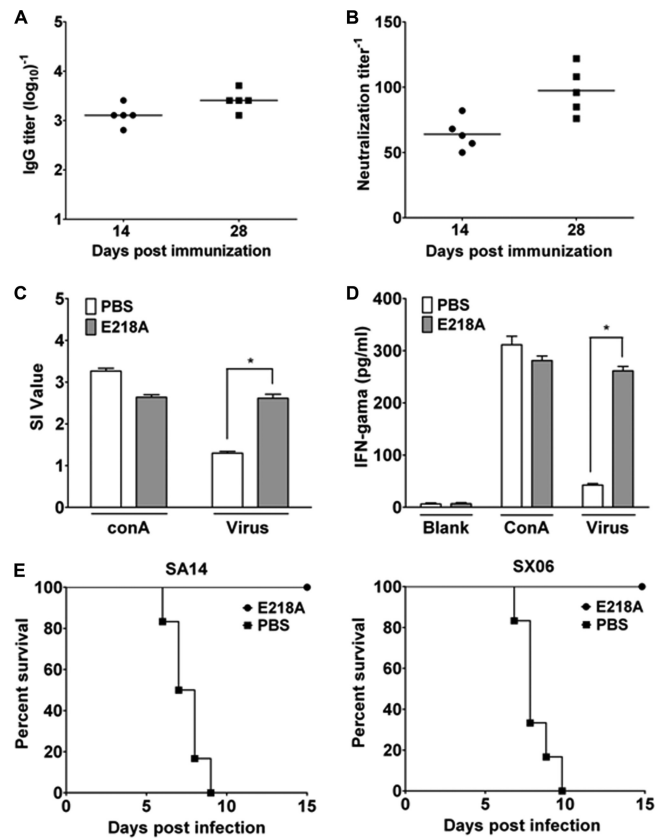 A
IgG titer (log10)-1
5
4
3
2
1
14 28
Days post immunization
B
Neutralization titer-1
150
100
50
0
14 28
Days post immunization
C
PBS
E218A
SI Value
5
4
3
2
1
0
*
conA Virus
D
PBS
E218A
IFN-gama (pg/ml)
400
300
200
100
0
*
Blank ConA Virus
E
SA14
Percent survival
100
80
60
40
20
0
E218A
PBS
0 5 10 15
Days post infection
SX06
Percent survival
100
80
60
40
20
0
E218A
PBS
0 5 10 15
Days post infection